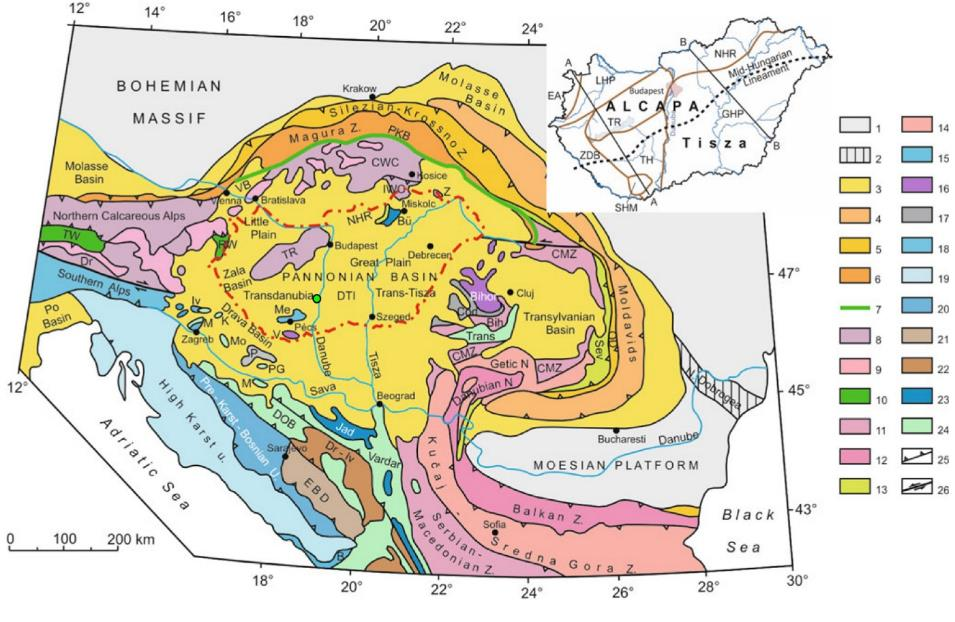 12°
14°
16°
18°
20°
22°
24°
BOHEMIAN
MASSIF
Krakow
Molasse
Basin
Silezian-Krossno Z.
Magura Z.
PKB
CWC
Kosice
IWO
Z
Molasse
Basin
VB
Vienna
Bratislava
Miskolc
Bü
NHR
Northern Calcareous Alps
Little
Plain
TW
RW
Dr
TR
Budapest
Debrecen
Great Plain
PANNONIAN BASIN
Zala
Basin
Southern Alps
Transdanubia
DTI
Trans-Tisza
Bihor
Cluj
CMZ
47°
Po
Basin
Iv
M
K
Zagreb
Mo
Drava Basin
Me
Pécs
V
Szeged
Cod
Bih
Trans
Transylvanian
Basin
Moldavids
Sev
P
PG
M
Danube
Tisza
CMZ
Getic N
CMZ
Danubian N
N. Dobrogea
12°
Sava
Beograd
45°
High Karst u.
Pre-Karst-Bosnian U.
DOB
Jad
Sarajevo
Dr-Iv
Vardar
EBD
Adriatic Sea
Kučaj
Bucharesti
Danube
MOESIAN PLATFORM
Balkan Z.
43°
Black
Sea
Serbian-
Macedonian Z.
Sofia
Sredna Gora Z.
B
0
100
200 km
18°
20°
22°
24°
26°
28°
30°
A
B
NHR
LHP
EA
Budapest
Mid-Hungarian
Lineament
ALCAPA
TR
GHP
Tisza
ZDB
TH
B
SHM
A
1
2
3
4
5
6
7
8
9
10
11
12
13
14
15
16
17
18
19
20
21
22
23
24
25
26